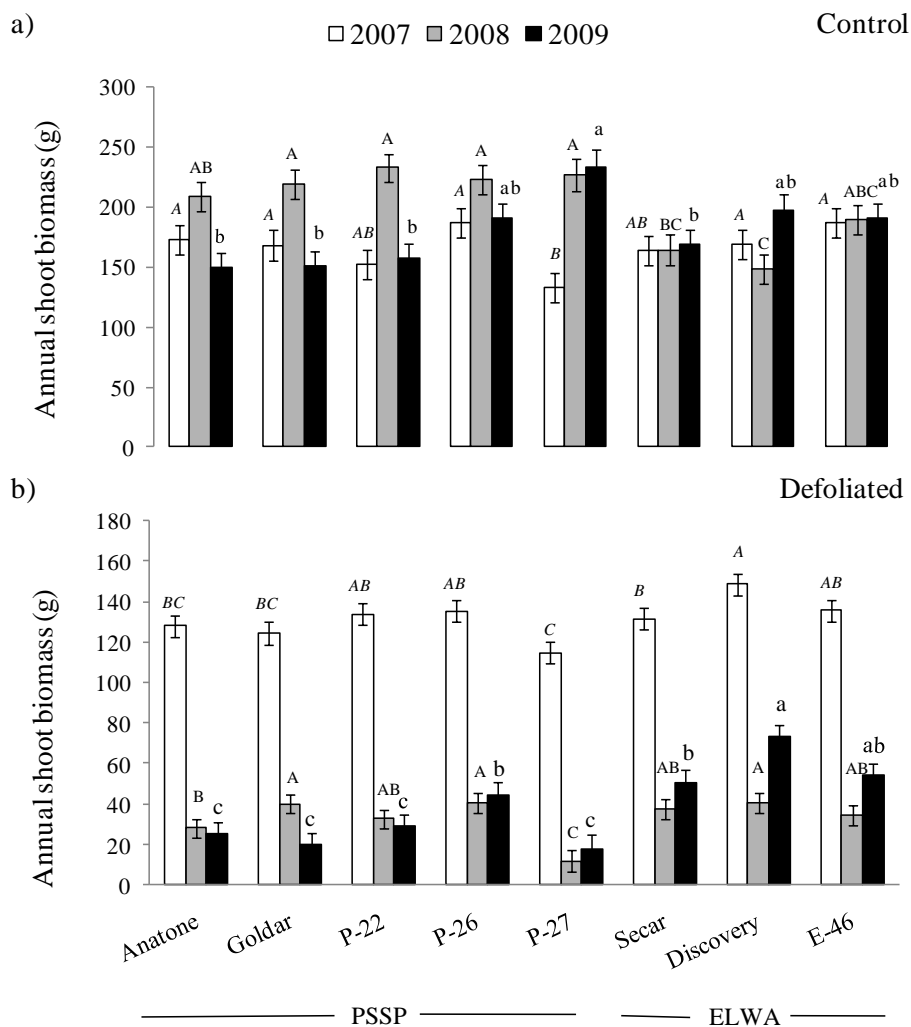 a) 2007 2008 2009 Control
Annual shoot biomass (g)
300
250
200
150
100
50
0
A AB b
A A b
AB A b
A A ab
B A a
AB BC b
A C ab
A ABC ab
b) Defoliated
Annual shoot biomass (g)
180
160
140
120
100
80
60
40
20
0
BC B c
BC A c
AB AB c
AB A b
C C c
B AB b
A A a
AB AB ab
Anatone Goldar P-22 P-26 P-27 Secar Discovery E-46
PSSP ELWA